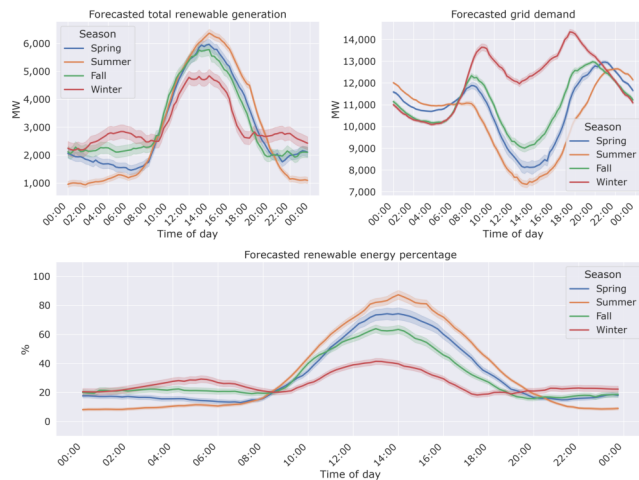 Forecasted total renewable generation
Season
Spring
Summer
Fall
Winter
6,000
5,000
4,000
3,000
2,000
1,000
MW
00:00
02:00
04:00
06:00
08:00
10:00
12:00
14:00
16:00
18:00
20:00
22:00
00:00
Time of day
Forecasted grid demand
14,000
13,000
12,000
11,000
10,000
9,000
8,000
7,000
MW
Season
Spring
Summer
Fall
Winter
00:00
02:00
04:00
06:00
08:00
10:00
12:00
14:00
16:00
18:00
20:00
22:00
00:00
Time of day
Forecasted renewable energy percentage
100
80
60
40
20
0
%
Season
Spring
Summer
Fall
Winter
00:00
02:00
04:00
06:00
08:00
10:00
12:00
14:00
16:00
18:00
20:00
22:00
00:00
Time of day